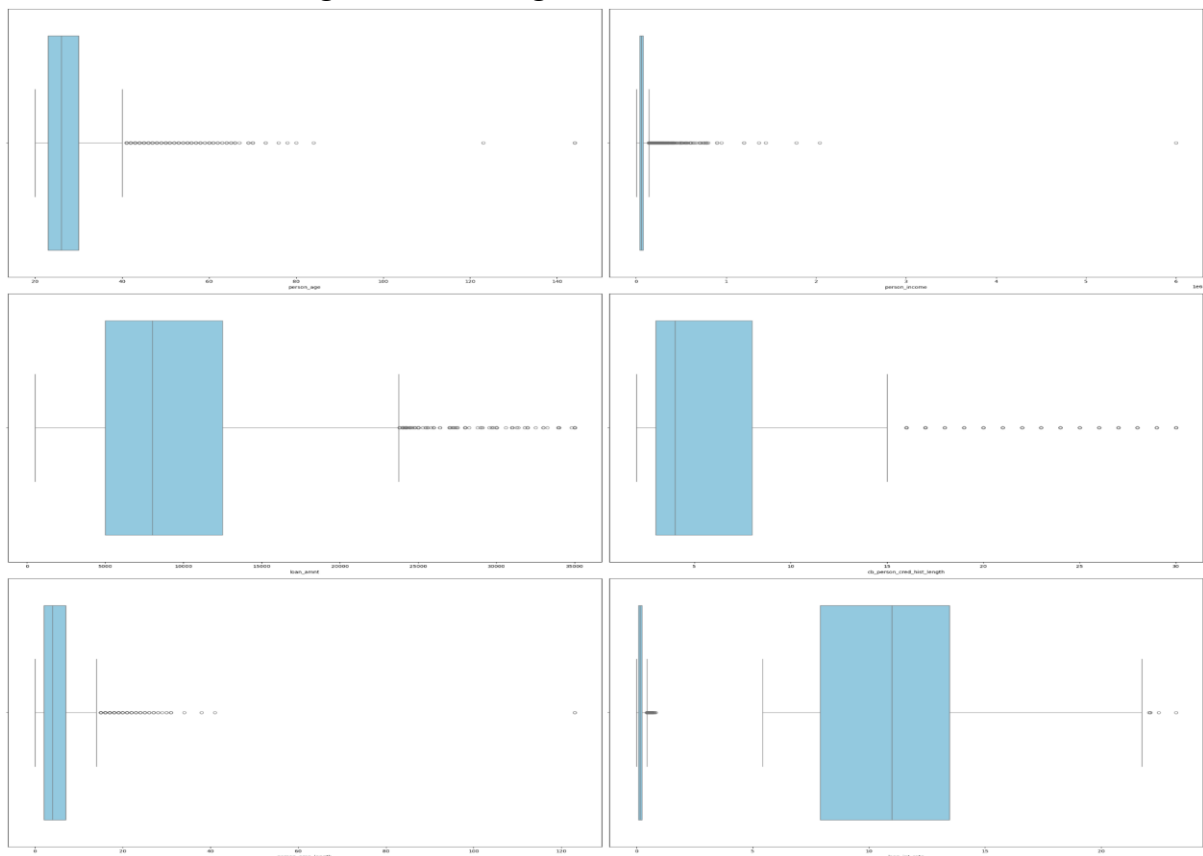 20 40 60 80 100 120 140
person_age
0 1 2 3 4 5 6
person_income
1e6
0 5000 10000 15000 20000 25000 30000 35000
loan_amnt
5 10 15 20 25 30
cb_person_cred_hist_length
0 20 40 60 80 100 120
0 5 10 15 20